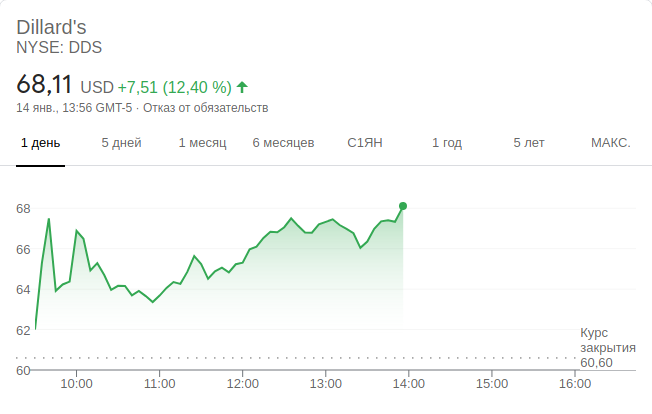 Dillard's
NYSE: DDS
68,11 USD +7,51 (12,40 %)
14 янв., 13:56 GMT-5 · Отказ от обязательств
1 день 5 дней 1 месяц 6 месяцев С1ЯН 1 год 5 лет МАКС.
68
66
64
62
Курс
закрытия
60,60
60
10:00 11:00 12:00 13:00 14:00 15:00 16:00